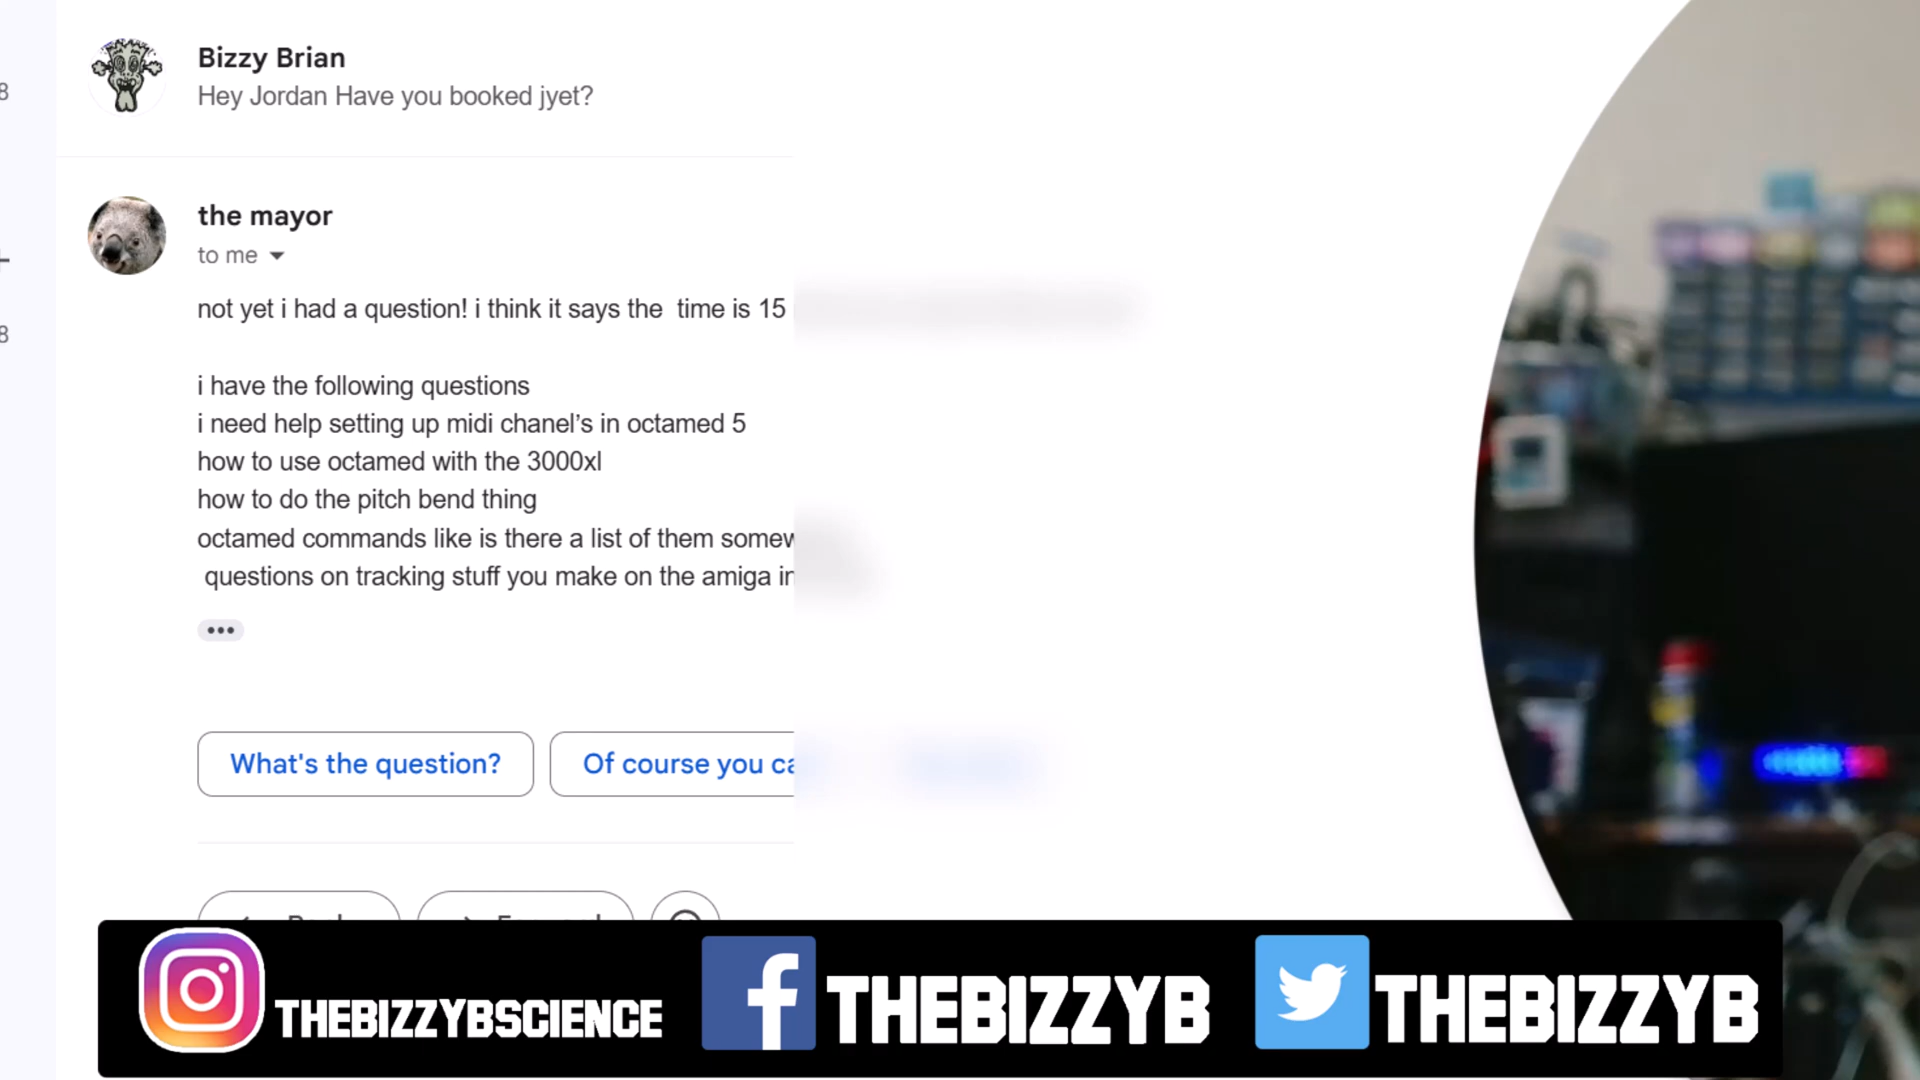 Bizzy Brian
Hey Jordan Have you booked jyet?
8
the mayor
to me
not yet i had a question! i think it says the  time is 15
i have the following questions
i need help setting up midi chanel’s in octamed 5
8
how to use octamed with the 3000xl
how to do the pitch bend thing
octamed commands like is there a list of them
questions on tracking stuff you make on the amiga
What's the question?
Of course you
THEBIZZYBSCIENCE
THEBIZZYB
THEBIZZYB